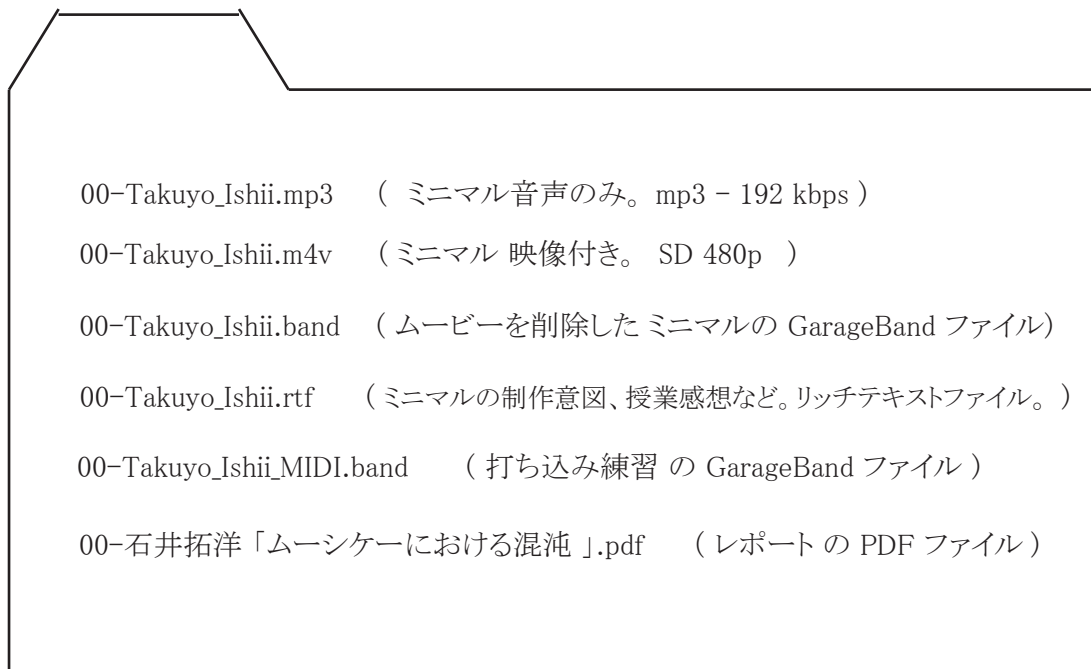 00-Takuyo_Ishii.mp3 ( ミニマル音声のみ。 mp3 - 192 kbps )
00-Takuyo_Ishii.m4v ( ミニマル 映像付き。 SD 480p )
00-Takuyo_Ishii.band ( ムービーを削除した ミニマルの GarageBand ファイル)
00-Takuyo_Ishii.rtf ( ミニマルの制作意図、授業感想など。リッチテキストファイル。 )
00-Takuyo_Ishii_MIDI.band ( 打ち込み練習 の GarageBand ファイル )
00-石井拓洋 「ムーシケーにおける混沌 」.pdf ( レポート の PDF ファイル )